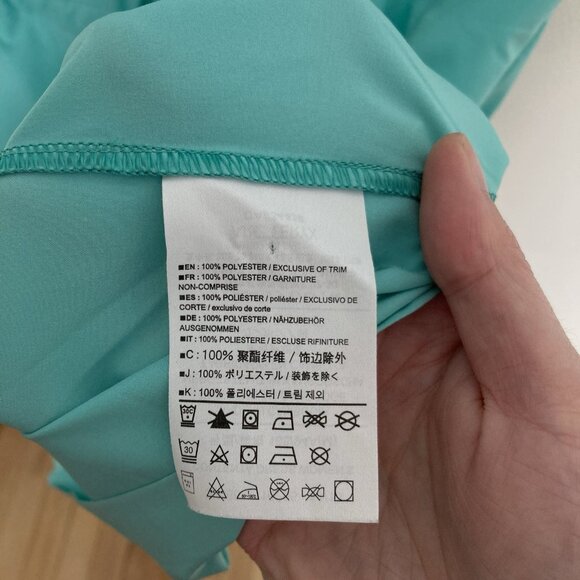 ■EN : 100% POLYESTER / EXCLUSIVE OF TRIM
■FR : 100% POLYESTER / GARNITURE
NON-COMPRISE
■ES : 100% POLIÉSTER / poliéster / EXCLUSIVO DE
CORTE / exclusivo de corte
■DE : 100% POLYESTER / NÄHZUBEHÖR
AUSGENOMMEN
■IT : 100% POLIESTERE / ESCLUSE RIFINITURE
■C : 100% 聚酯纤维 / 饰边除外
■J : 100% ポリエステル / 装飾を除く
■K : 100% 폴리에스터 / 트림 제외
30C
30